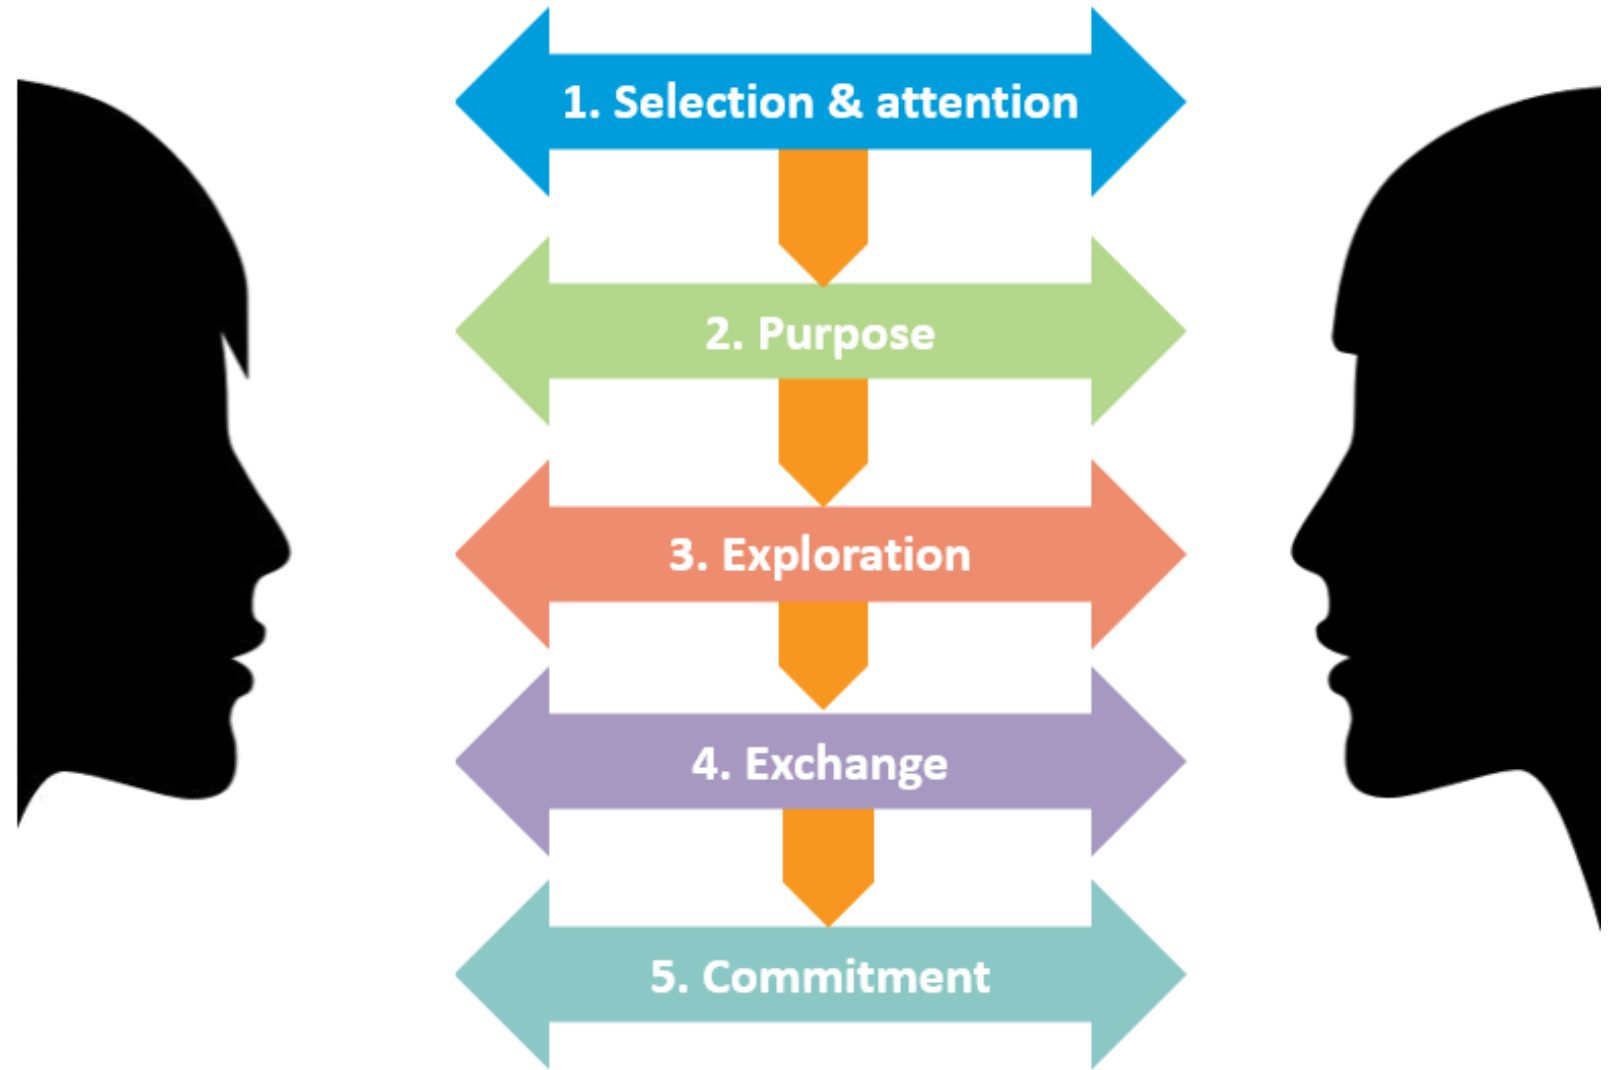 1. Selection & attention
2. Purpose
3. Exploration
4. Exchange
5. Commitment